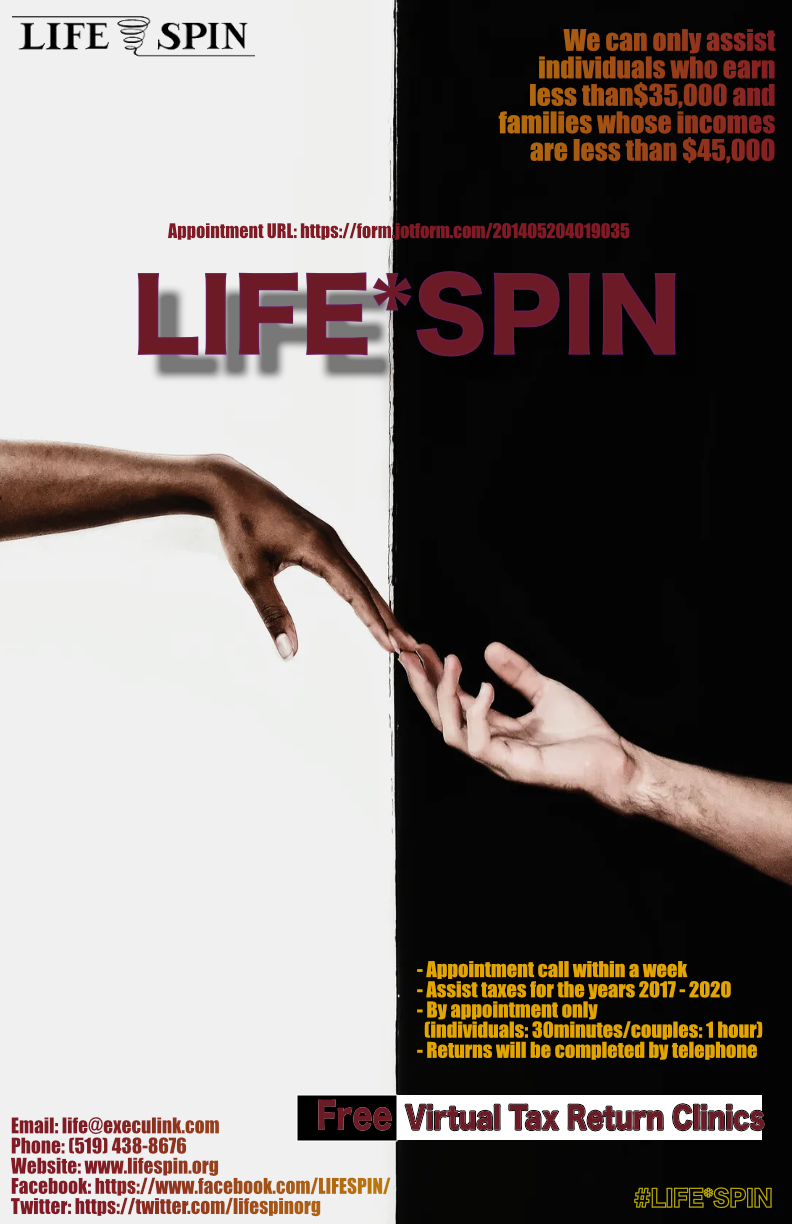 LIFE SPIN
We can only assist
individuals who earn
less than$35,000 and
families whose incomes
are less than $45,000
Appointment URL: https://form.jotform.com/201405204019035
LIFE*SPIN
- Appointment call within a week
- Assist taxes for the years 2017 - 2020
- By appointment only
(individuals: 30minutes/couples: 1 hour)
- Returns will be completed by telephone
Free Virtual Tax Return Clinics
Email: life@execulink.com
Phone: (519) 438-8676
Website: www.lifespin.org
Facebook: https://www.facebook.com/LIFESPIN/
Twitter: https://twitter.com/lifespinorg
#LIFE*SPIN